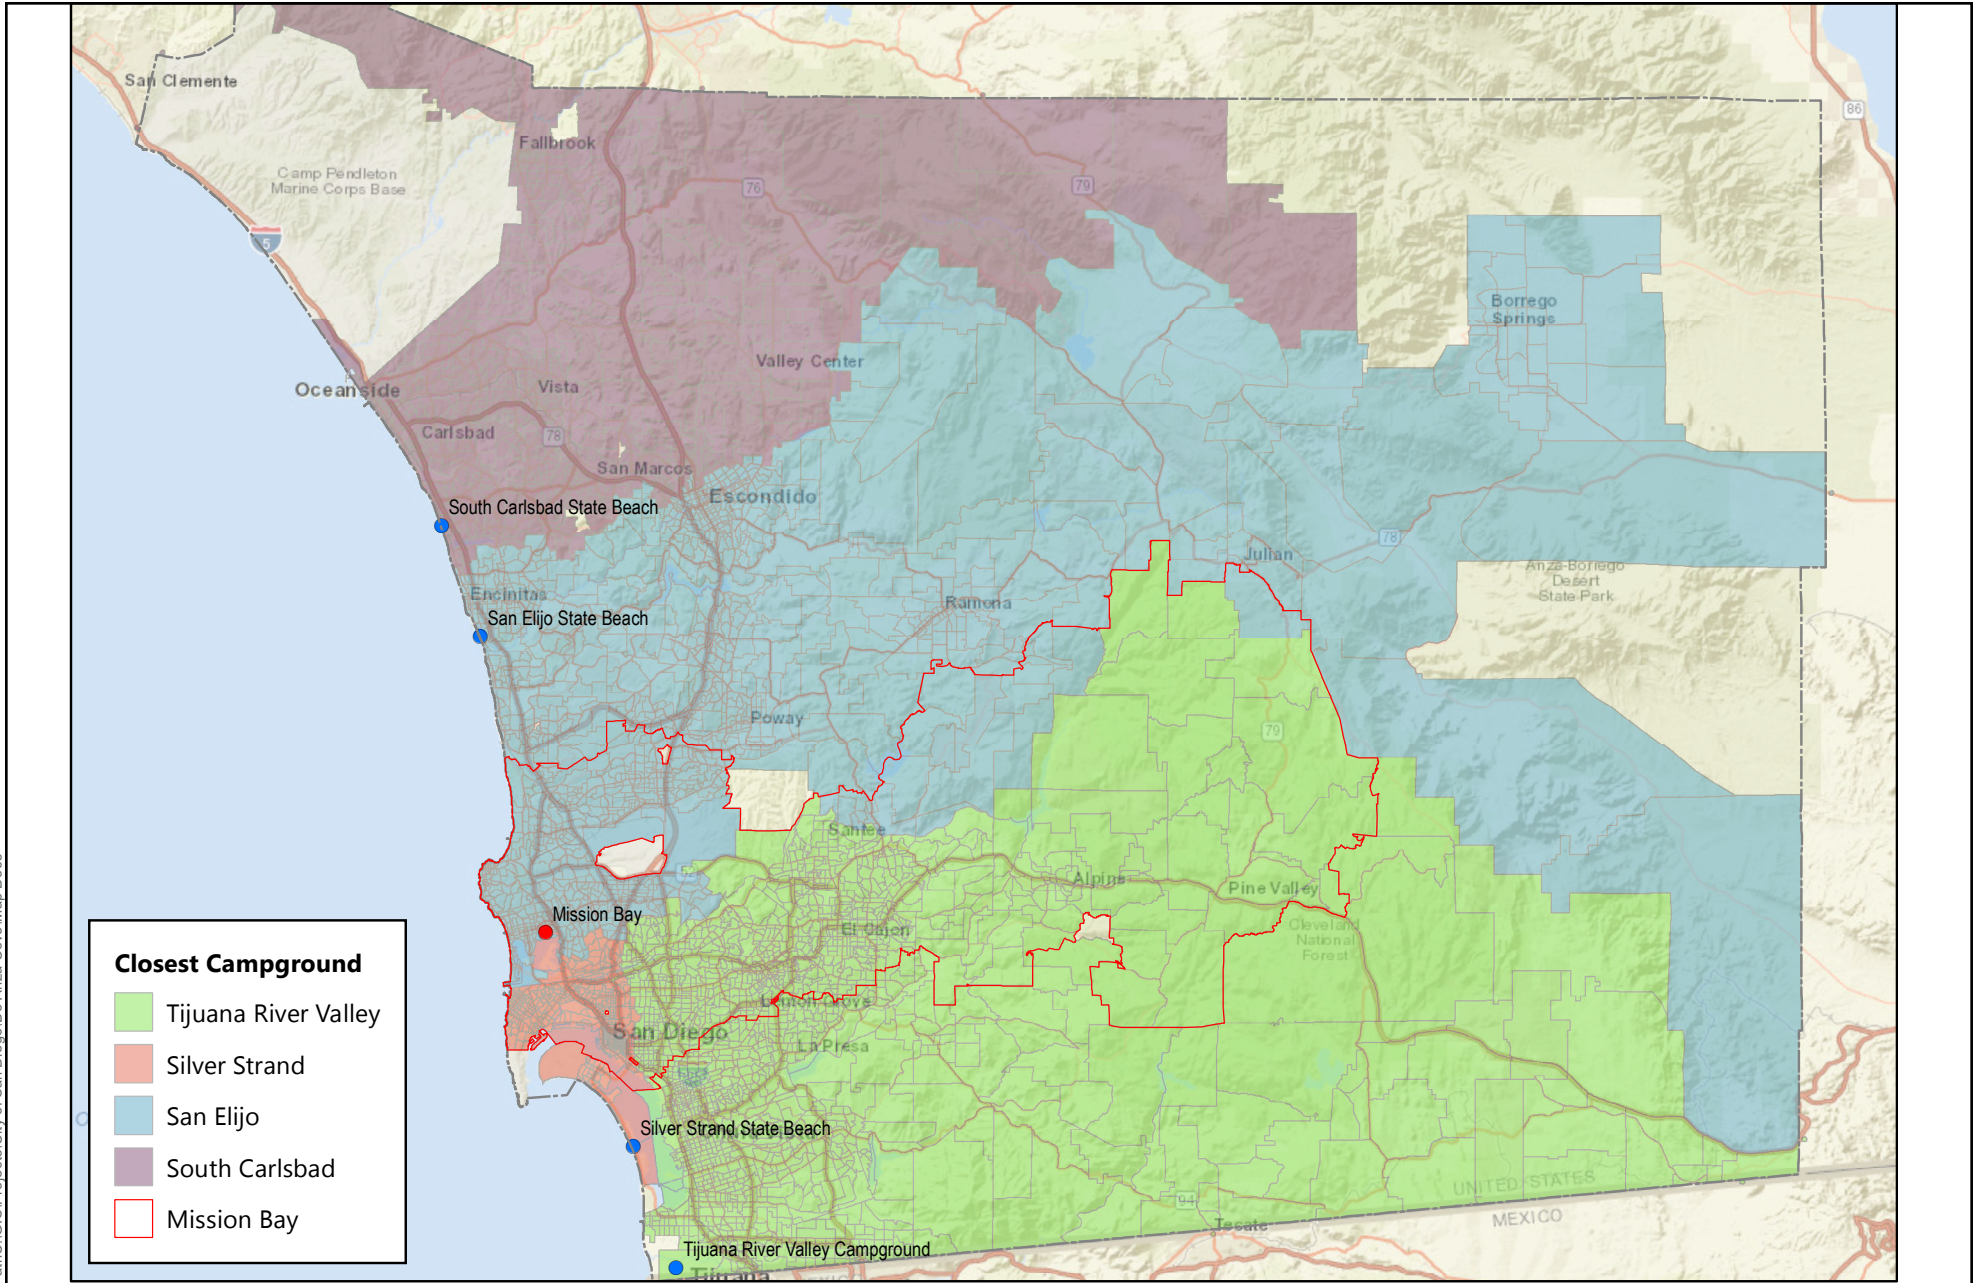 San Clemente
86
Camp Pendleton
Marine Corps Base
Fallbrook
76
79
5
Borrego
Springs
Valley Center
Oceanside
Vista
Carlsbad
78
San Marcos
Escondido
South Carlsbad State Beach
78
Julian
Anza-Borrego
Desert
State Park
Encinitas
Ramona
San Elijo State Beach
Poway
79
Santee
52
Alpine
Pine Valley
Mission Bay
El Cajon
Cleveland
National
Forest
Lemon Grove
San Diego
La Presa
Silver Strand State Beach
94
UNITED STATES
MEXICO
Tecate
Tijuana River Valley Campground
Tijuana
Closest Campground
Tijuana River Valley
Silver Strand
San Elijo
South Carlsbad
Mission Bay